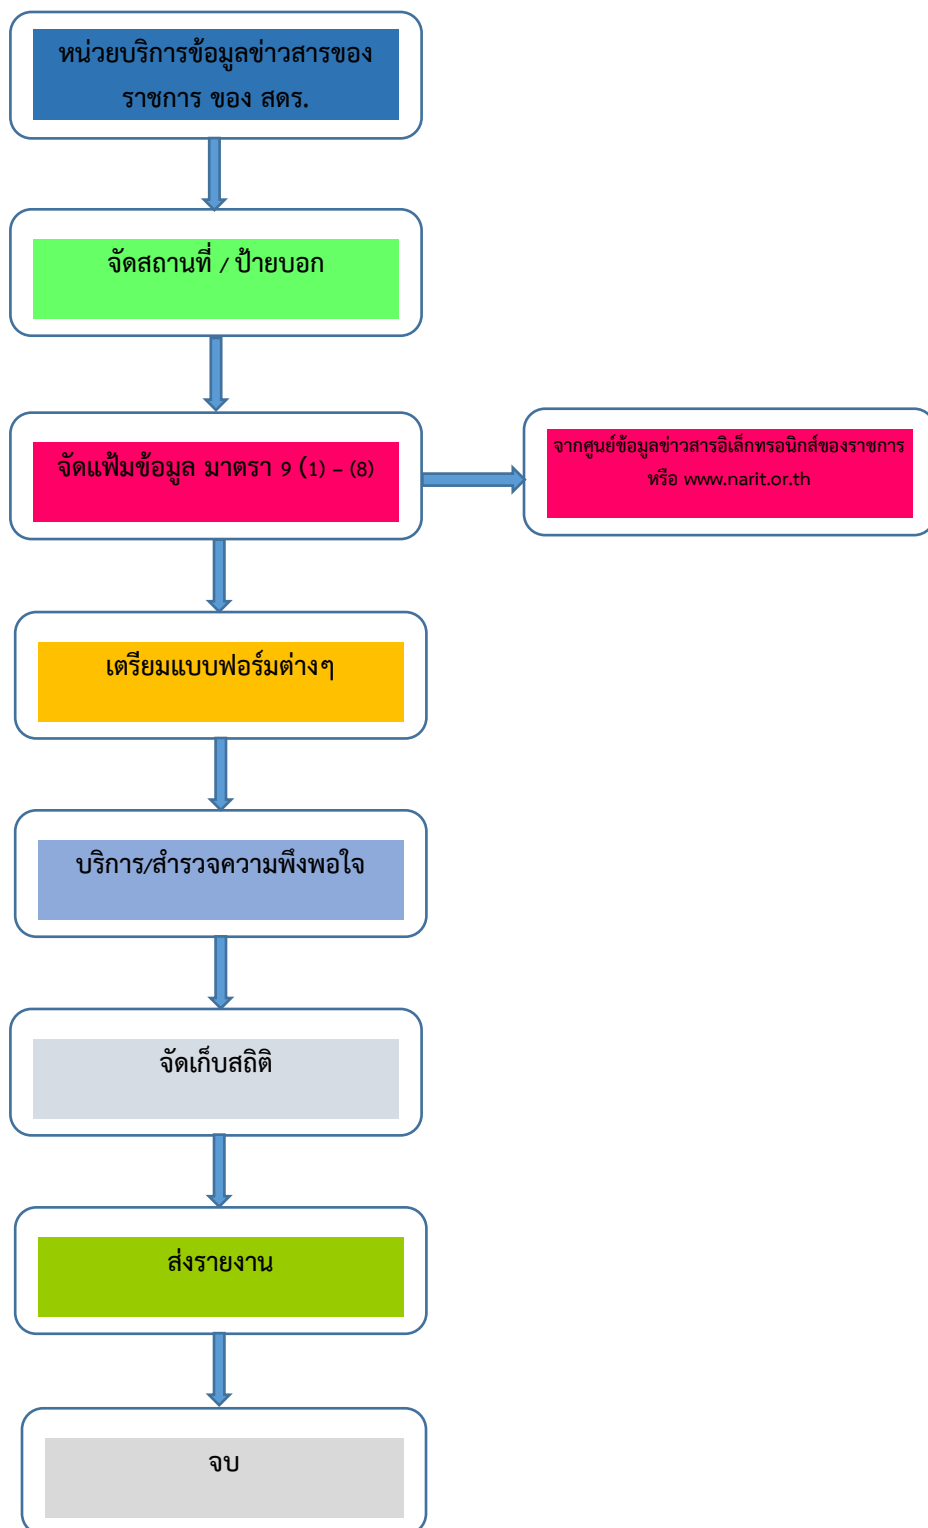 หน่วยบริการข้อมูลข่าวสารของ
ราชการ ของ สดร.
จัดสถานที่ / ป้ายบอก
จัดแฟ้มข้อมูล มาตรา 9 (1) – (8)
จากศูนย์ข้อมูลข่าวสารอิเล็กทรอนิกส์ของราชการ
หรือ www.narit.or.th
เตรียมแบบฟอร์มต่างๆ
บริการ/สำรวจความพึงพอใจ
จัดเก็บสถิติ
ส่งรายงาน
จบ